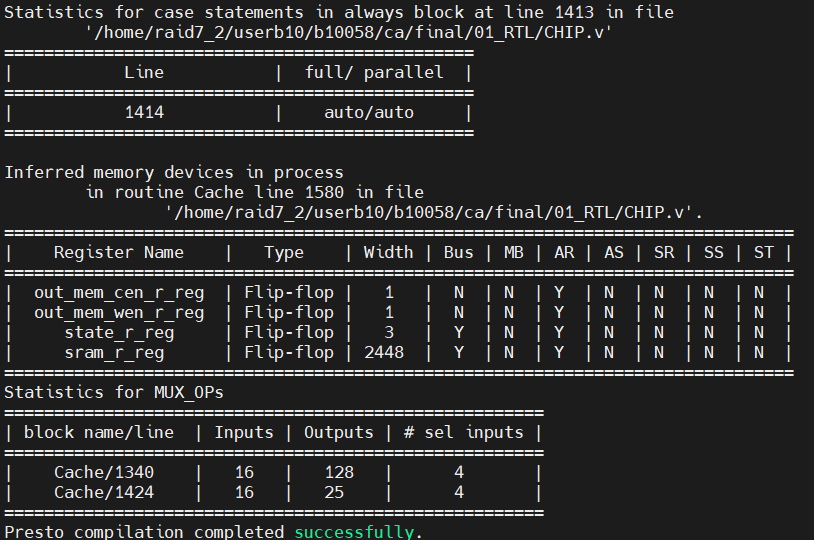 Statistics for case statements in always block at line 1413 in file
        '/home/raid7_2/userb10/b10058/ca/final/01_RTL/CHIP.v'
===============================================
|           Line           |  full/ parallel  |
===============================================
|           1414           |    auto/auto     |
===============================================

Inferred memory devices in process
        in routine Cache line 1580 in file
                '/home/raid7_2/userb10/b10058/ca/final/01_RTL/CHIP.v'.
===============================================================================
|    Register Name    |   Type    | Width | Bus | MB | AR | AS | SR | SS | ST |
===============================================================================
|  out_mem_cen_r_reg  | Flip-flop |   1   |  N  | N  | Y  | N  | N  | N  | N  |
|  out_mem_wen_r_reg  | Flip-flop |   1   |  N  | N  | Y  | N  | N  | N  | N  |
|     state_r_reg     | Flip-flop |   3   |  Y  | N  | Y  | N  | N  | N  | N  |
|     sram_r_reg      | Flip-flop | 2448  |  Y  | N  | Y  | N  | N  | N  | N  |
===============================================================================
Statistics for MUX_OPs
======================================================
| block name/line  | Inputs | Outputs | # sel inputs |
======================================================
|    Cache/1340    |   16   |   128   |      4       |
|    Cache/1424    |   16   |   25    |      4       |
======================================================
Presto compilation completed successfully.